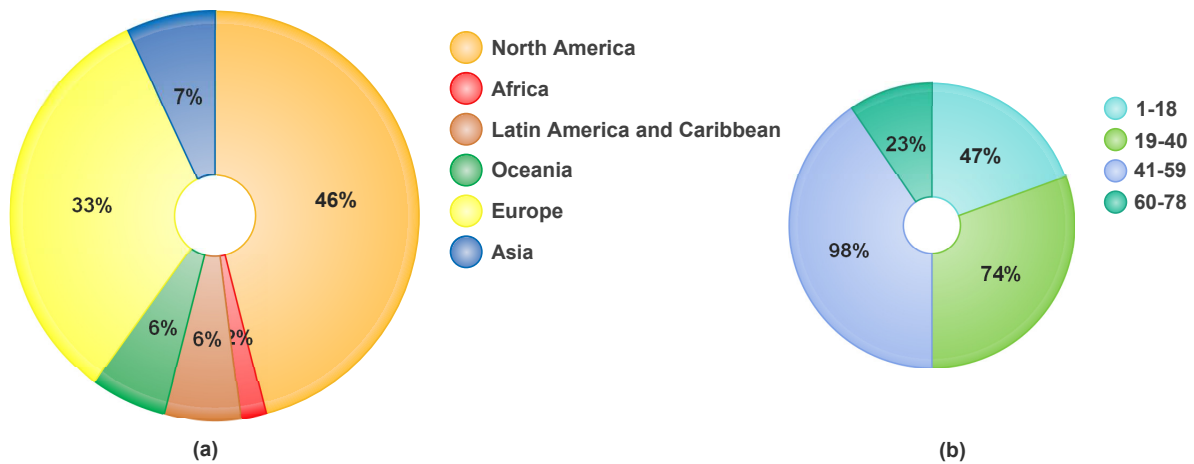 7%
33%
46%
6%
6%
2%
North America
Africa
Latin America and Caribbean
Oceania
Europe
Asia
(a)
23%
47%
98%
74%
1-18
19-40
41-59
60-78
(b)